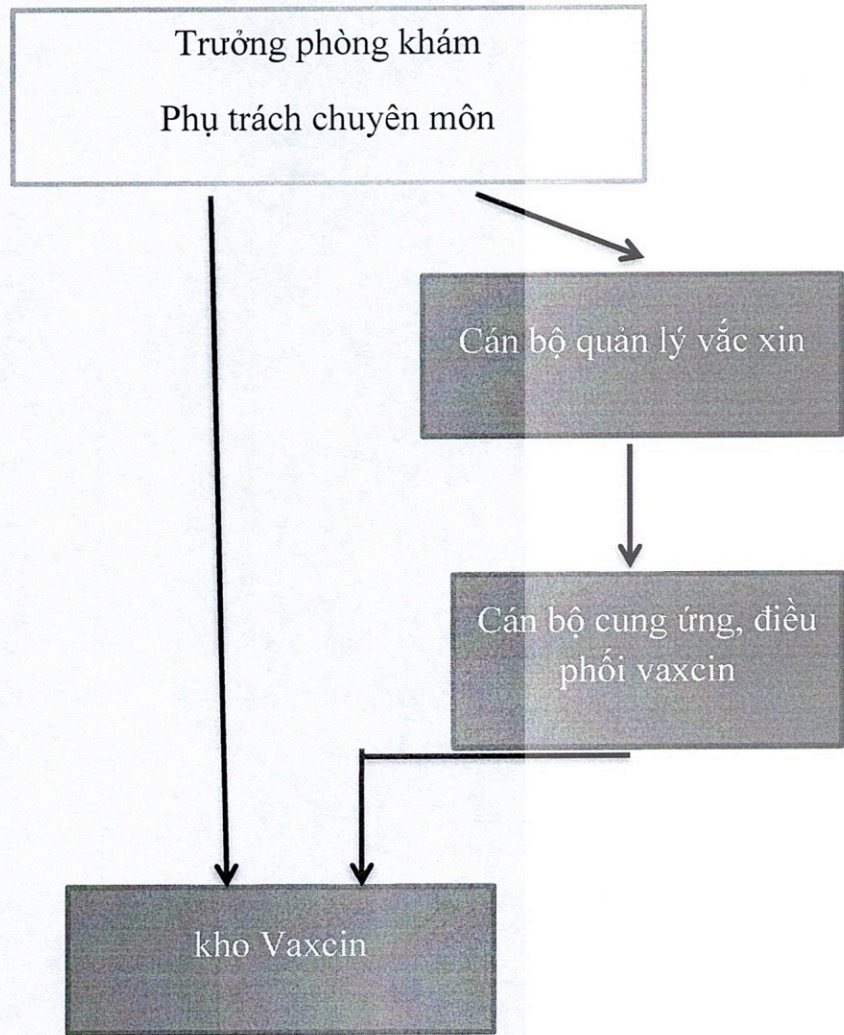 Trưởng phòng khám
Phụ trách chuyên môn
Cán bộ quản lý vắc xin
Cán bộ cung ứng, điều
phối vaxcin
kho Vaxcin